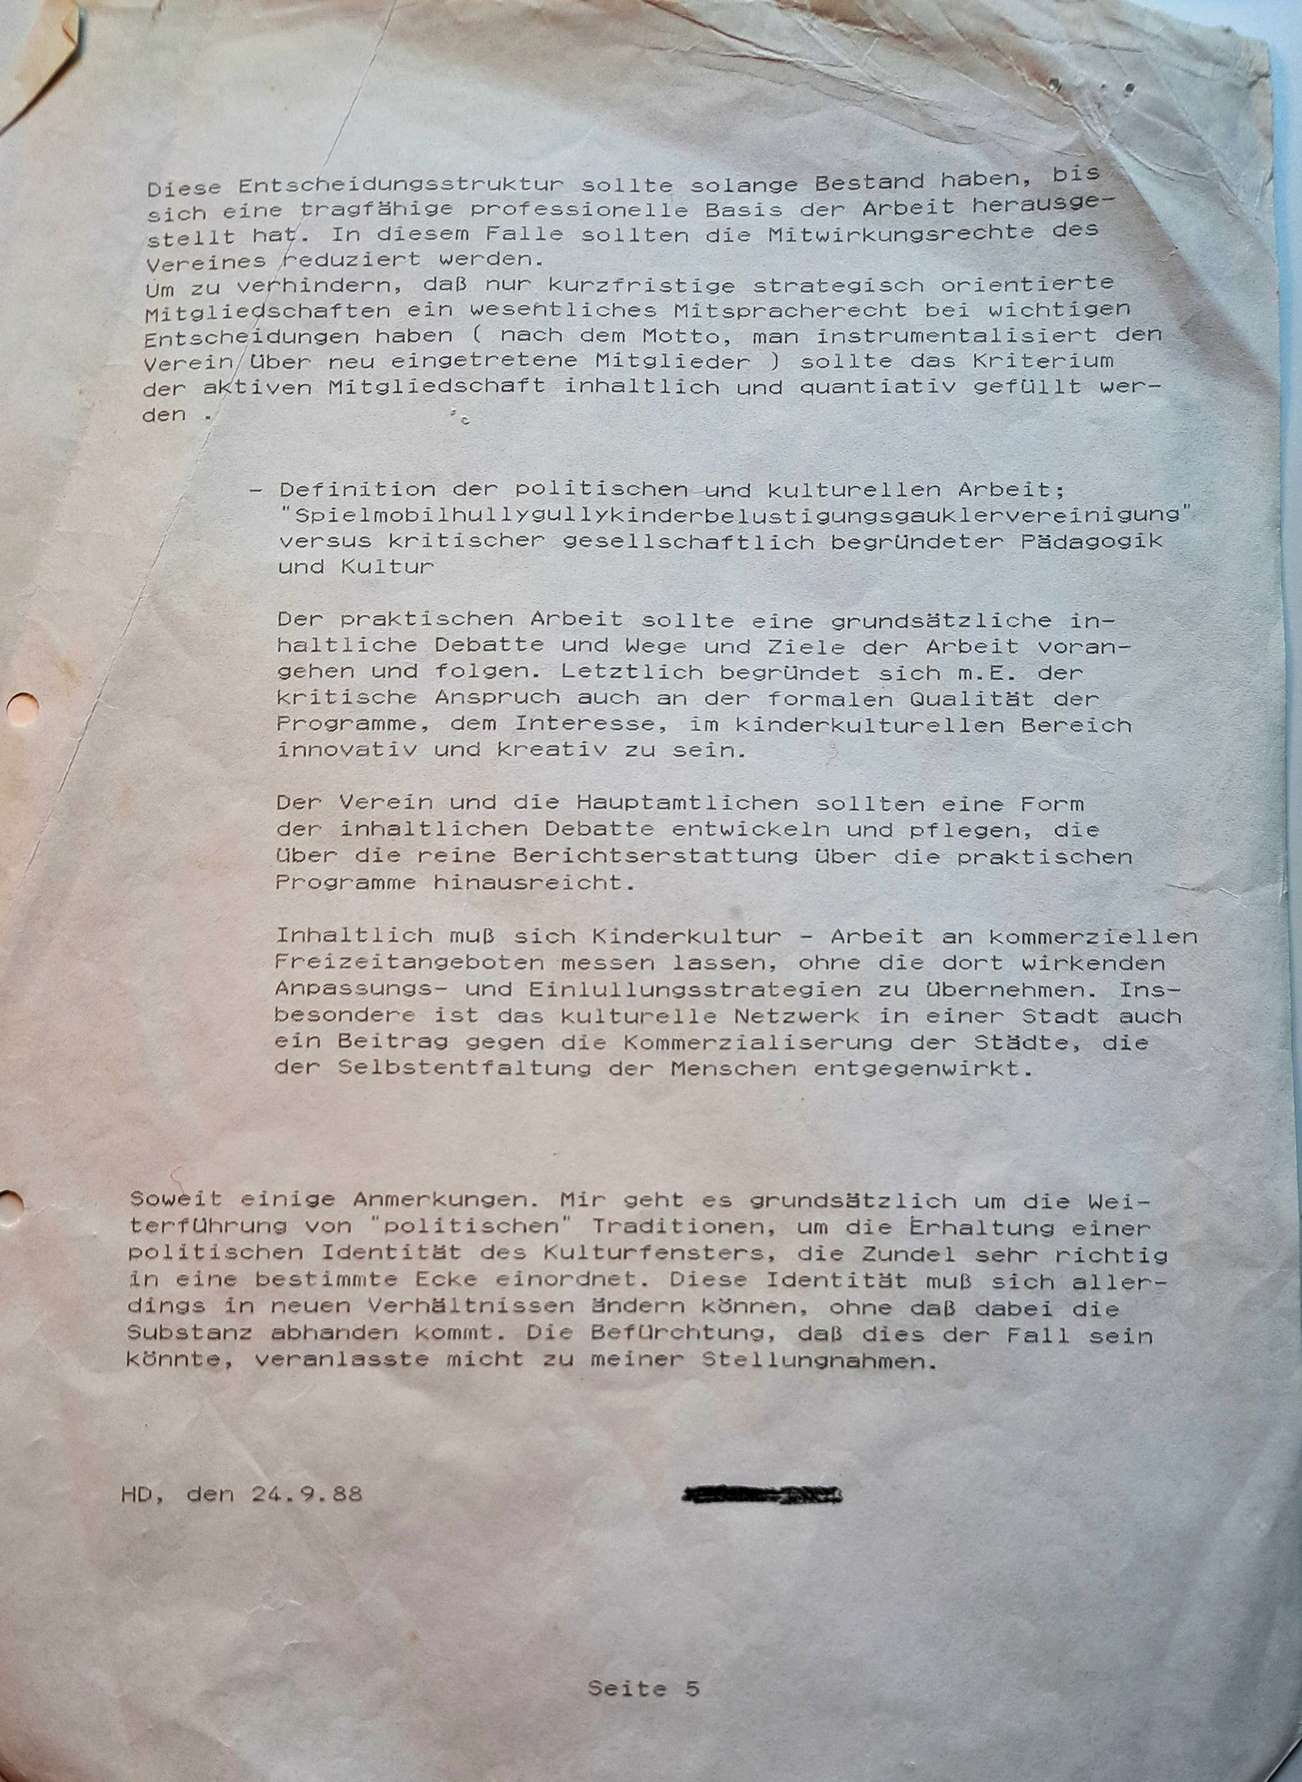 Diese Entscheidungsstruktur sollte solange Bestand haben, bis
sich eine tragfähige professionelle Basis der Arbeit herausge-
stellt hat. In diesem Falle sollten die Mitwirkungsrechte des
Vereines reduziert werden.
Um zu verhindern, daß nur kurzfristige strategisch orientierte
Mitgliedschaften ein wesentliches Mitspracherecht bei wichtigen
Entscheidungen haben ( nach dem Motto, man instrumentalisiert den
Verein über neu eingetretene Mitglieder ) sollte das Kriterium
der aktiven Mitgliedschaft inhaltlich und quantiativ gefüllt wer-
den .
- Definition der politischen und kulturellen Arbeit;
"Spielmobilhullygullykinderbelustigungsgauklervereinigung"
versus kritischer gesellschaftlich begründeter Pädagogik
und Kultur
Der praktischen Arbeit sollte eine grundsätzliche in-
haltliche Debatte und Wege und Ziele der Arbeit voran-
gehen und folgen. Letztlich begründet sich m.E. der
kritische Anspruch auch an der formalen Qualität der
Programme, dem Interesse, im kinderkulturellen Bereich
innovativ und kreativ zu sein.
Der Verein und die Hauptamtlichen sollten eine Form
der inhaltlichen Debatte entwickeln und pflegen, die
über die reine Berichtserstattung über die praktischen
Programme hinausreicht.
Inhaltlich muß sich Kinderkultur - Arbeit an kommerziellen
Freizeitangeboten messen lassen, ohne die dort wirkenden
Anpassungs- und Einlullungsstrategien zu übernehmen. Ins-
besondere ist das kulturelle Netzwerk in einer Stadt auch
ein Beitrag gegen die Kommerzialiserung der Städte, die
der Selbstentfaltung der Menschen entgegenwirkt.
Soweit einige Anmerkungen. Mir geht es grundsätzlich um die Wei-
terführung von "politischen" Traditionen, um die Erhaltung einer
politischen Identität des Kulturfensters, die Zundel sehr richtig
in eine bestimmte Ecke einordnet. Diese Identität muß sich aller-
dings in neuen Verhältnissen ändern können, ohne daß dabei die
Substanz abhanden kommt. Die Befürchtung, daß dies der Fall sein
könnte, veranlasste micht zu meiner Stellungnahmen.
HD, den 24.9.88
Seite 5